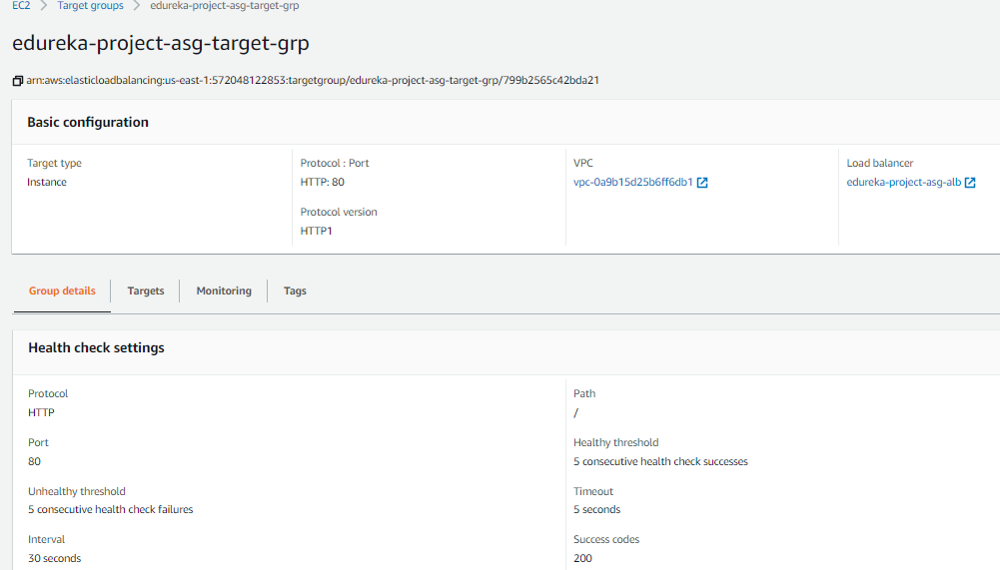 EC2 > Target groups > edureka-project-asg-target-grp
edureka-project-asg-target-grp
arn:aws:elasticloadbalancing:us-east-1:572048122853:targetgroup/edureka-project-asg-target-grp/799b2565c42bda21
Basic configuration
Target type
Instance
Protocol : Port
HTTP: 80
Protocol version
HTTP1
VPC
vpc-0a9b15d25b6ff6db1
Load balancer
edureka-project-asg-alb
Group details
Targets
Monitoring
Tags
Health check settings
Protocol
HTTP
Path
/
Port
80
Healthy threshold
5 consecutive health check successes
Unhealthy threshold
5 consecutive health check failures
Timeout
5 seconds
Interval
30 seconds
Success codes
200